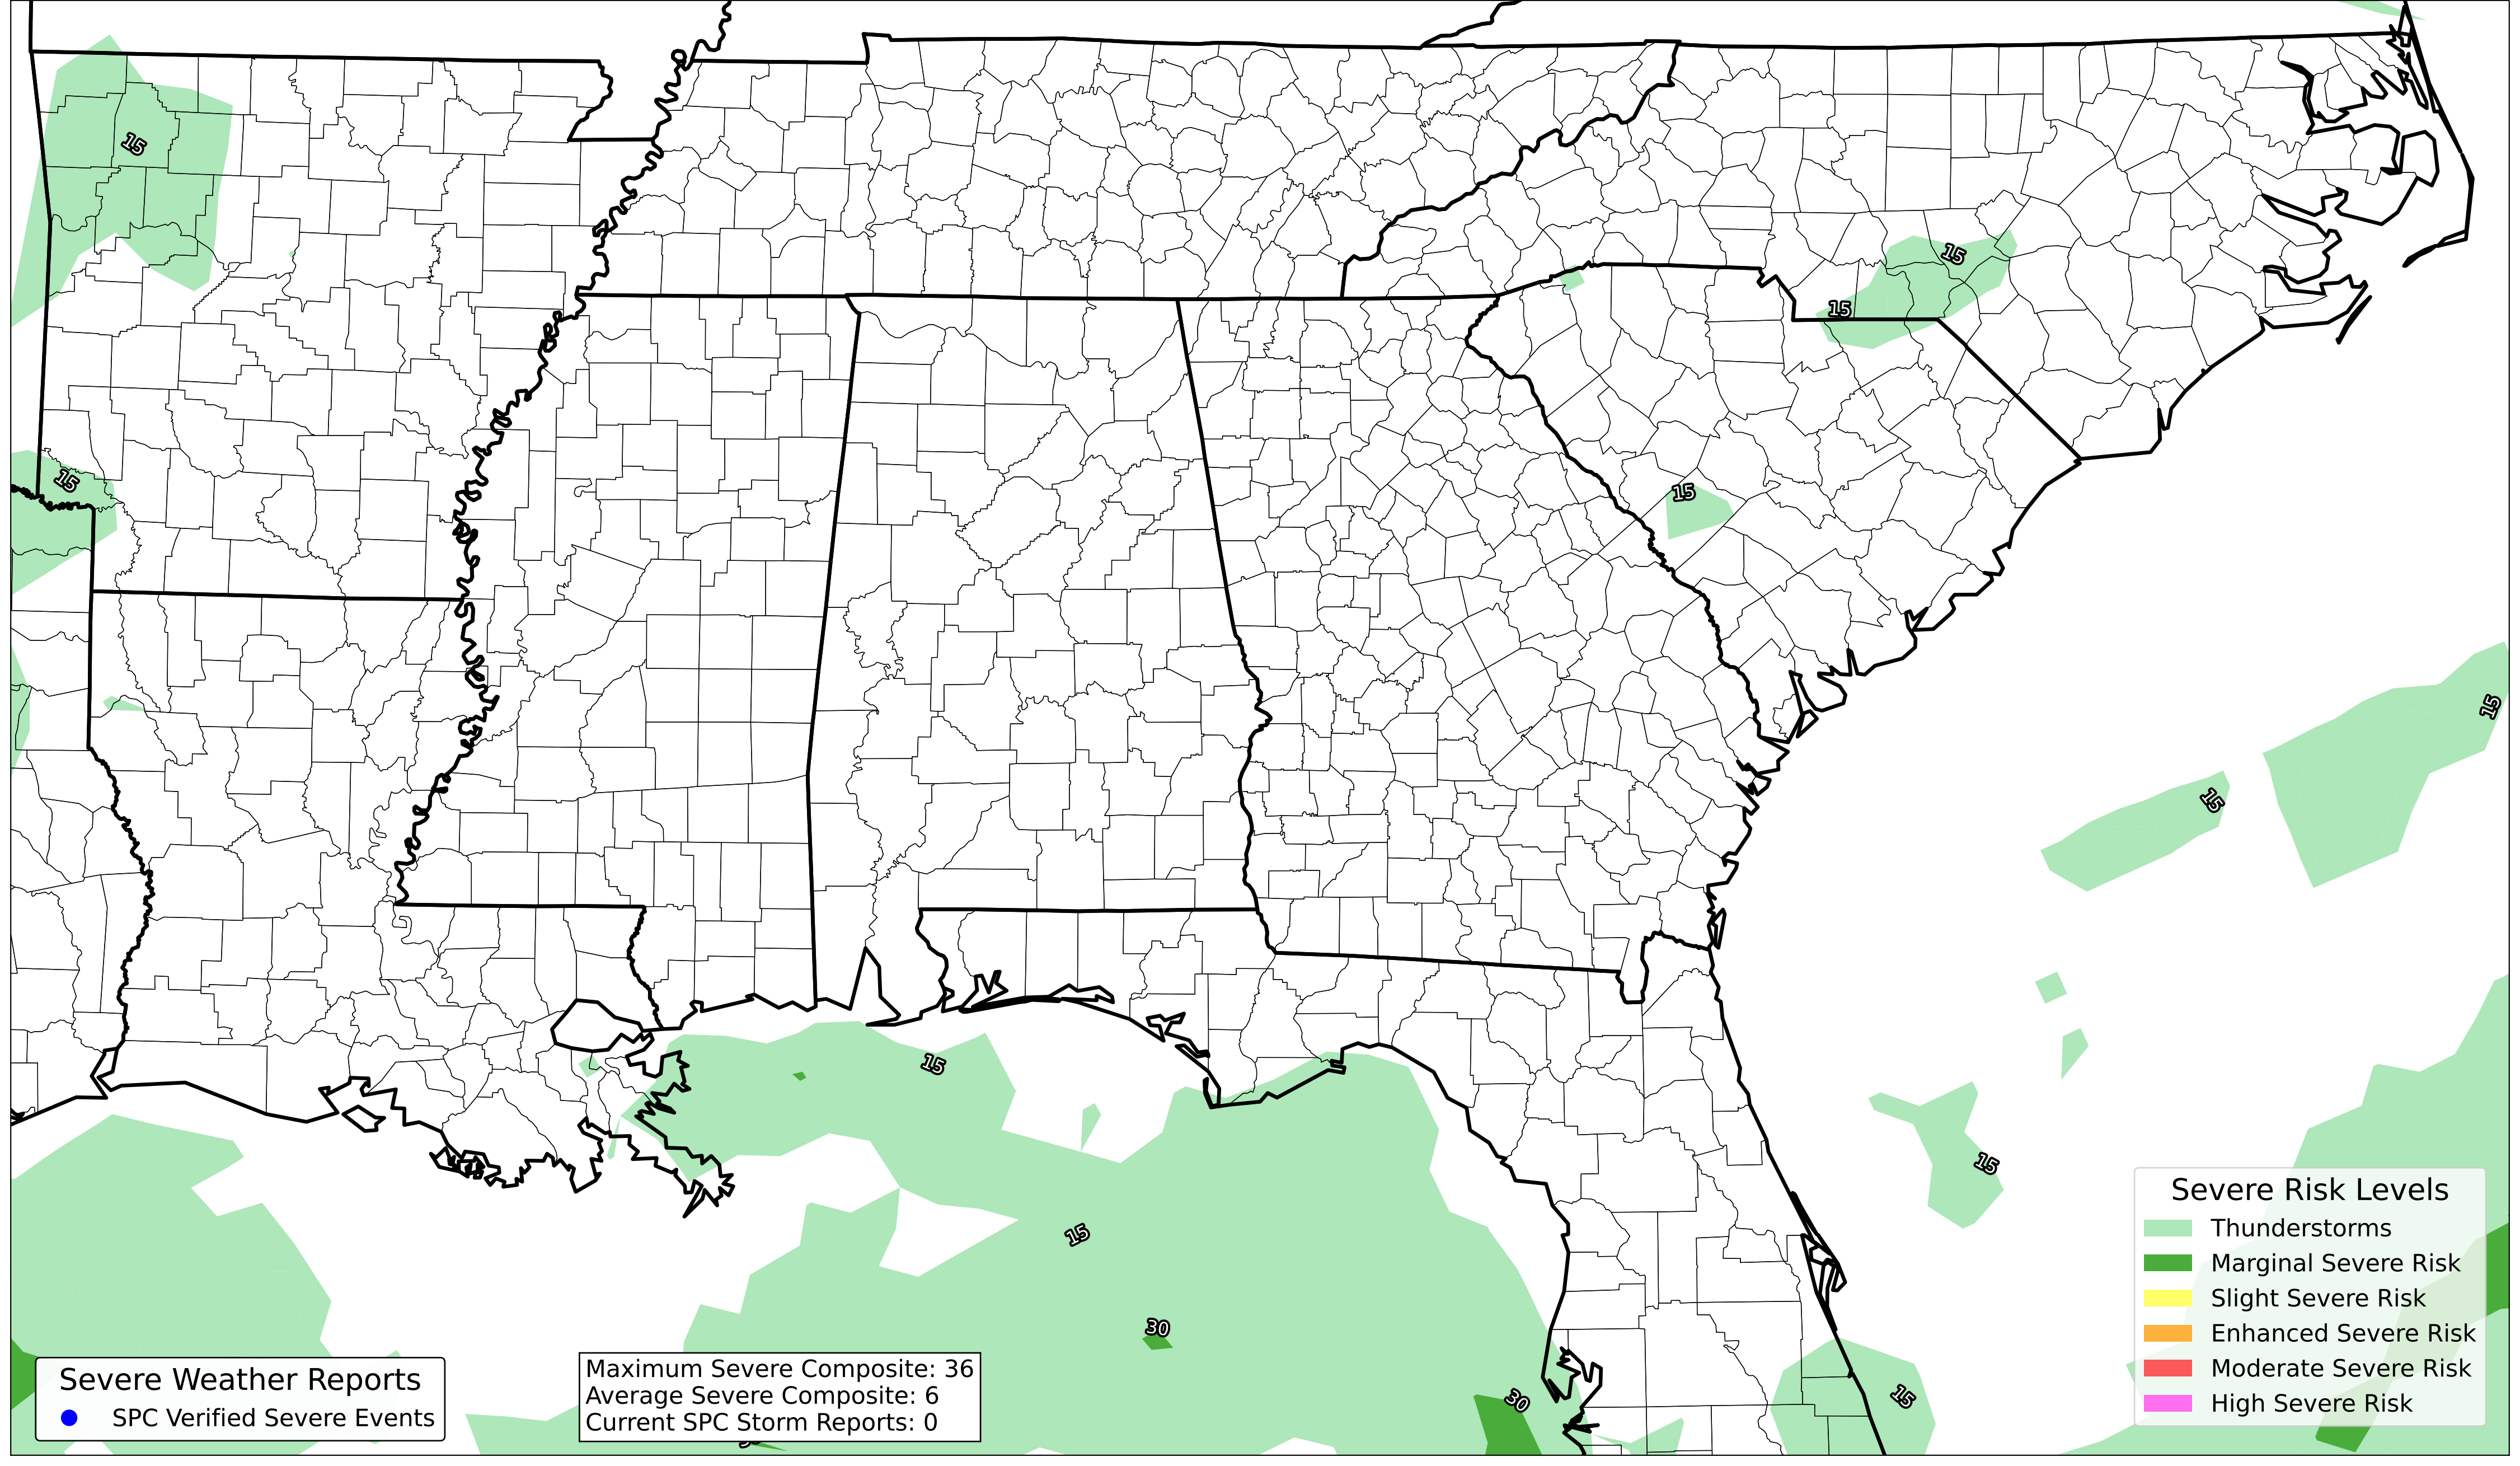 15
15
15
15
15
15
15
15
15
15
30
30
15
Severe Risk Levels
Thunderstorms
Marginal Severe Risk
Slight Severe Risk
Enhanced Severe Risk
Moderate Severe Risk
High Severe Risk
Severe Weather Reports
SPC Verified Severe Events
Maximum Severe Composite: 36
Average Severe Composite: 6
Current SPC Storm Reports: 0